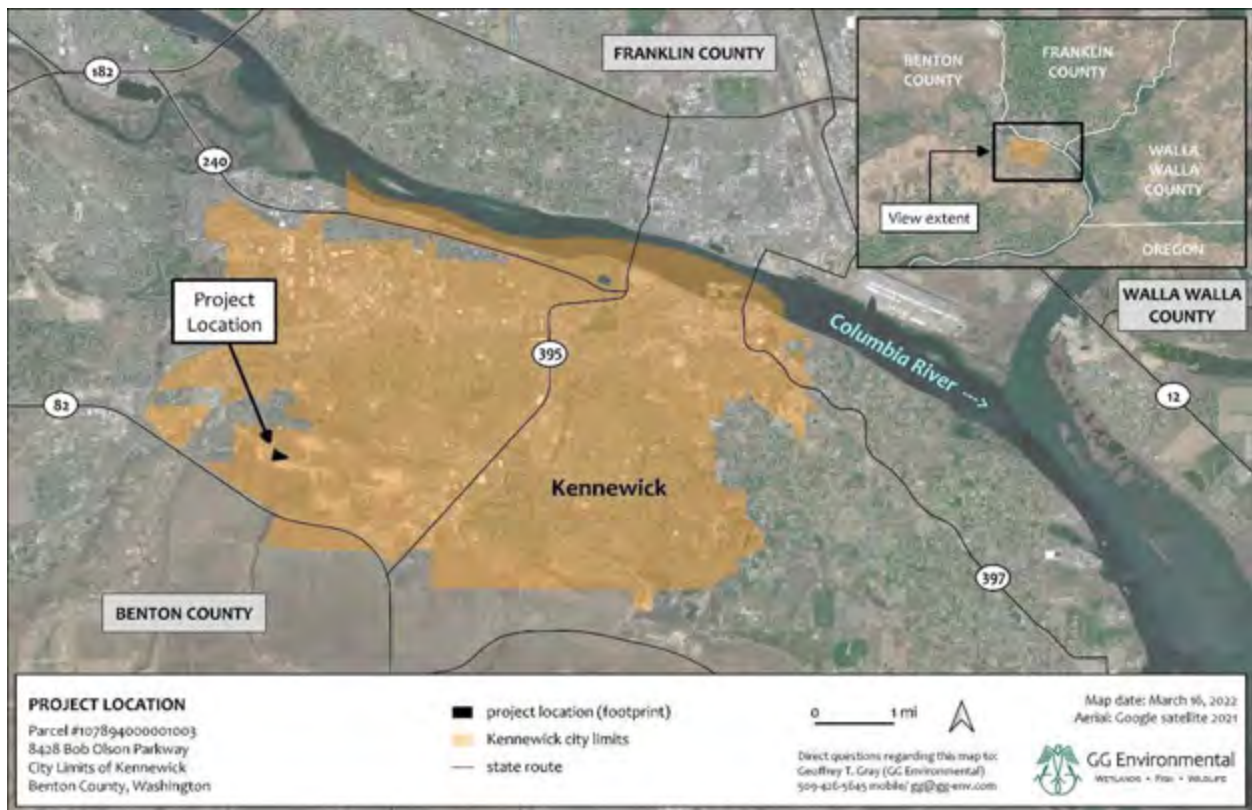 FRANKLIN COUNTY
182
240
Project
Location
82
395
Kennewick
Columbia River --->
397
12
WALLA WALLA
COUNTY
BENTON COUNTY
BENTON
COUNTY
FRANKLIN
COUNTY
WALLA
WALLA
COUNTY
View extent
OREGON
PROJECT LOCATION
Parcel #107894000001003
8428 Bob Olson Parkway
City Limits of Kennewick
Benton County, Washington
project location (footprint)
Kennewick city limits
state route
0 1 mi
Direct questions regarding this map to:
Geoffrey T. Gray (GG Environmental)
509-426-5645 mobile/ gg@gg-env.com
Map date: March 16, 2022
Aerial: Google satellite 2021
GG Environmental
WETLANDS • FISH • WILDLIFE